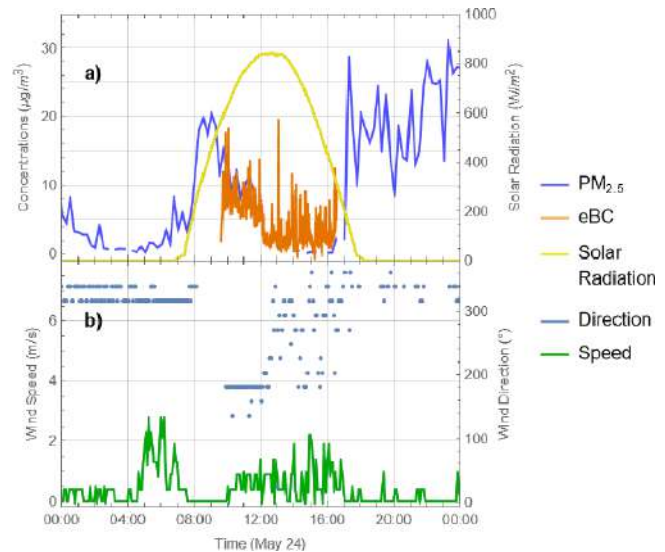 a)
Concentrations (μg/m³)
30
20
10
0
1000
800
600
400
200
0
Solar Radiation (W/m²)
b)
Wind Speed (m/s)
6
4
2
0
300
200
100
0
Wind Direction (°)
00:00 04:00 08:00 12:00 16:00 20:00 00:00
Time (May 24)
PM2.5
eBC
Solar
Radiation
Direction
Speed